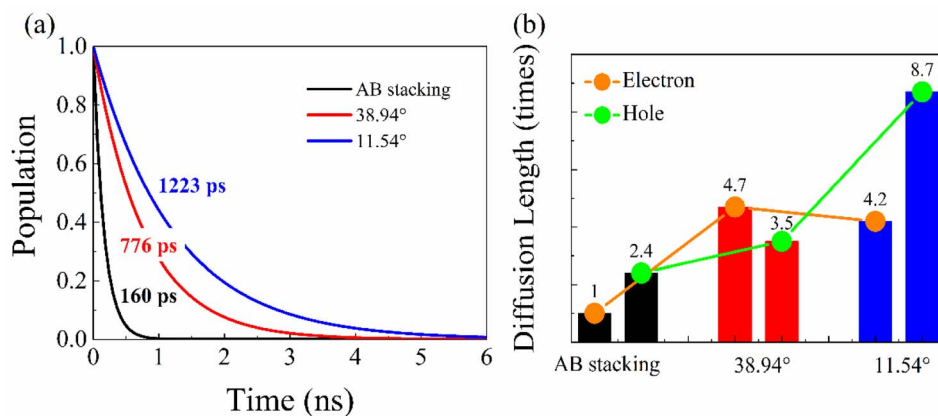 (a)
Population
1.0
0.8
0.6
0.4
0.2
0.0
AB stacking
38.94°
11.54°
1223 ps
776 ps
160 ps
0 1 2 3 4 5 6
Time (ns)
(b)
Diffusion Length (times)
Electron
Hole
1
2.4
4.7
3.5
4.2
8.7
AB stacking 38.94° 11.54°